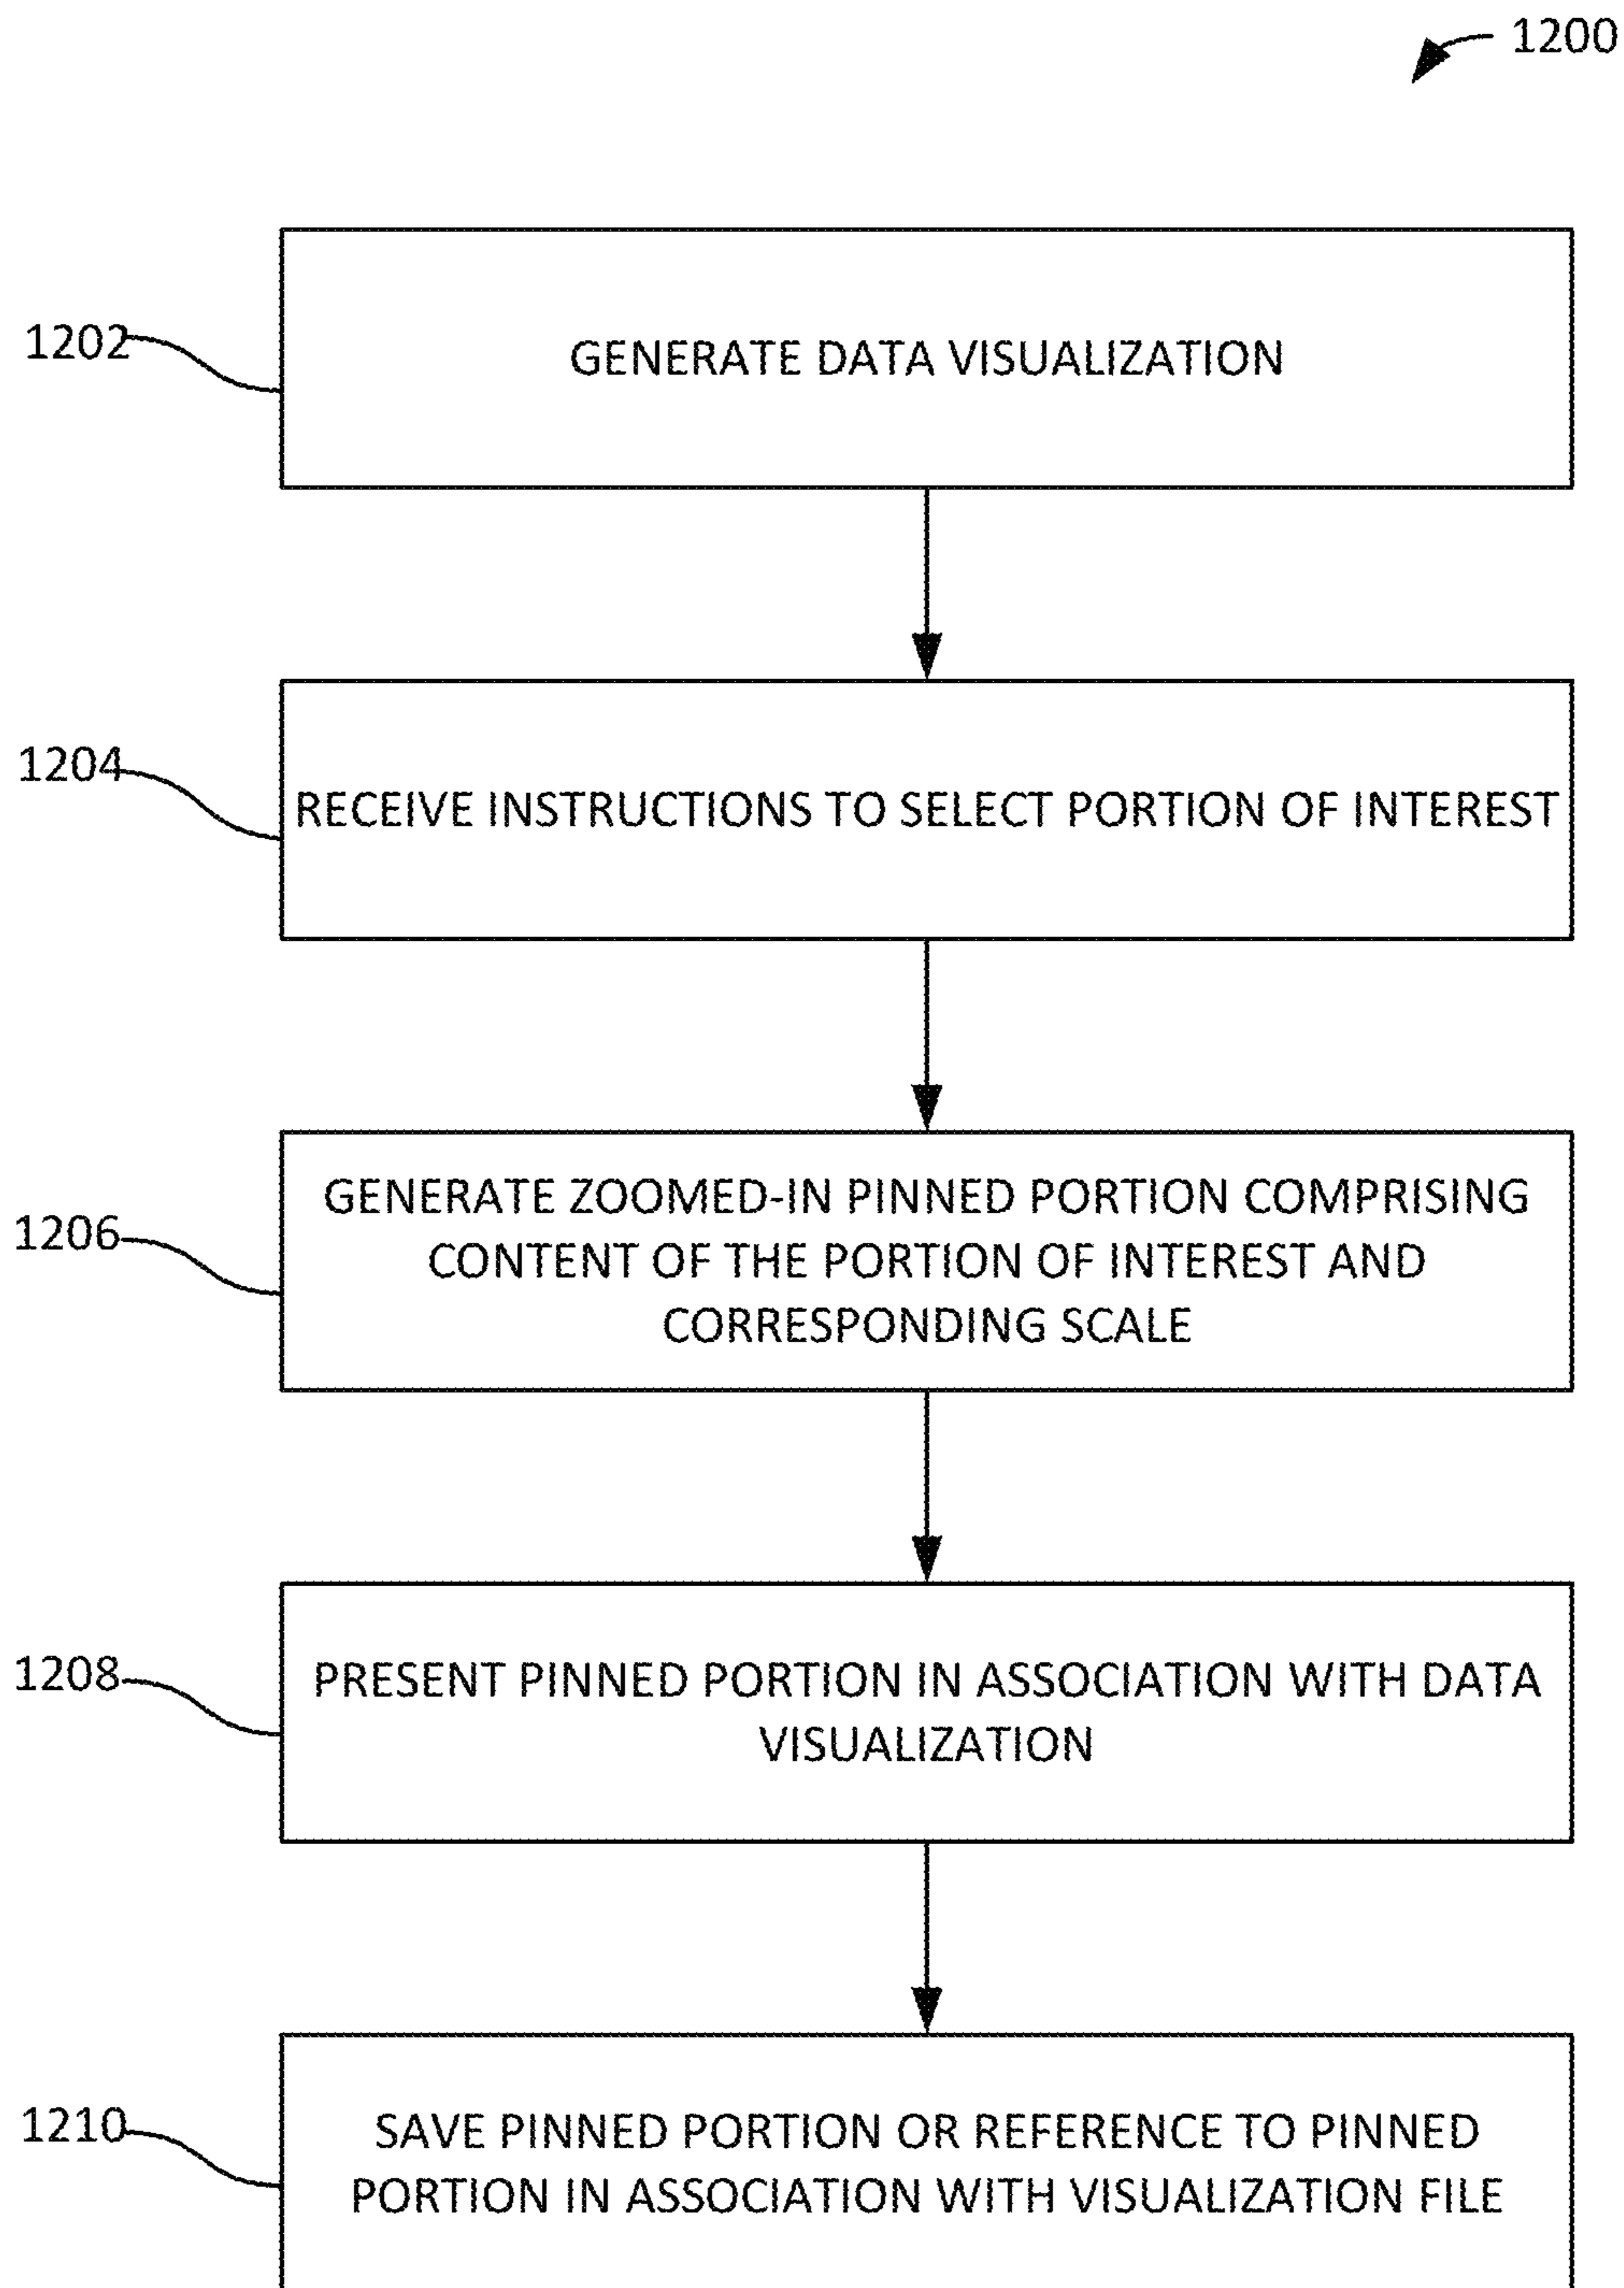 1200
1202
GENERATE DATA VISUALIZATION
1204
RECEIVE INSTRUCTIONS TO SELECT PORTION OF INTEREST
1206
GENERATE ZOOMED-IN PINNED PORTION COMPRISING
CONTENT OF THE PORTION OF INTEREST AND
CORRESPONDING SCALE
1208
PRESENT PINNED PORTION IN ASSOCIATION WITH DATA
VISUALIZATION
1210
SAVE PINNED PORTION OR REFERENCE TO PINNED
PORTION IN ASSOCIATION WITH VISUALIZATION FILE